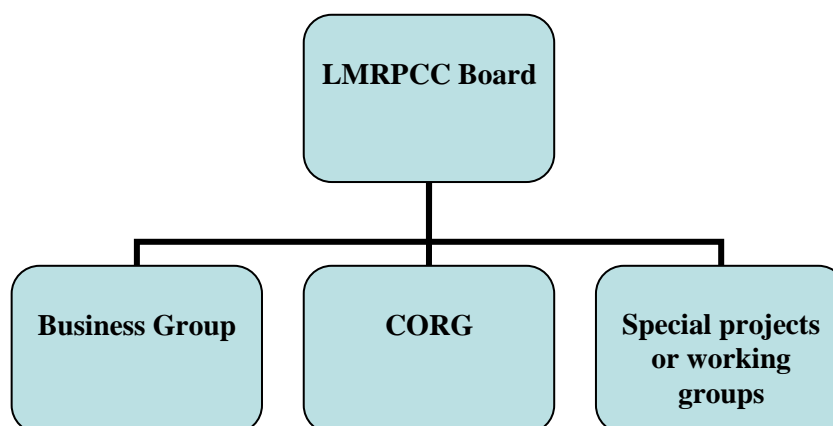 LMRPCC Board
Business Group
CORG
Special projects
or working
groups